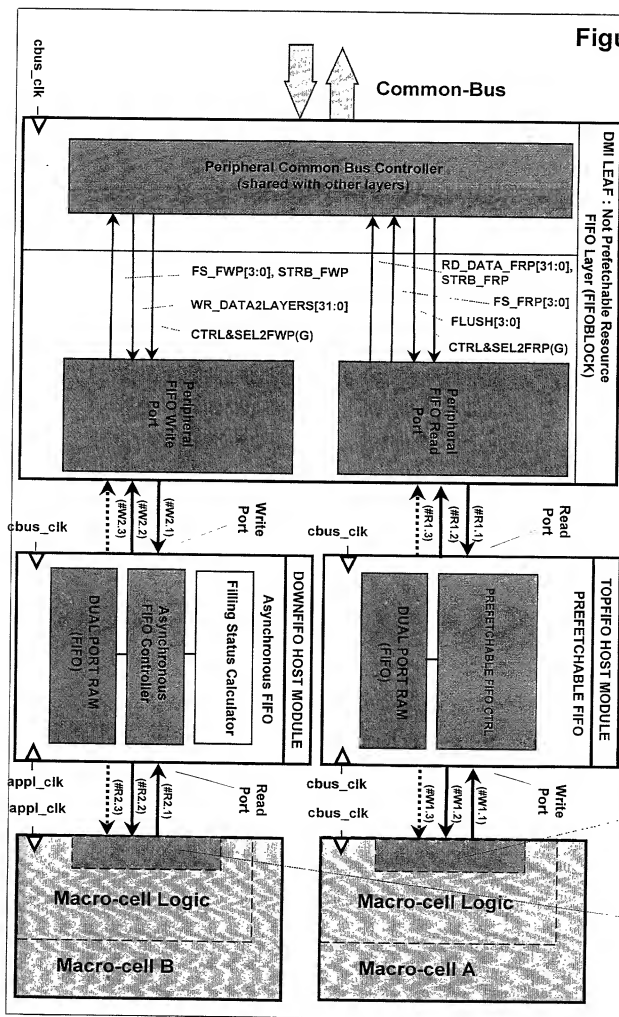 Figu
Common-Bus
cbus_clk
DMI LEAF : Not Prefetchable Resource
FIFO Layer (FIFOBLOCK)
Peripheral Common Bus Controller
(shared with other layers)
FS_FWP[3:0], STRB_FWP
WR_DATA2LAYERS[31:0]
CTRL&SEL2FWP(G)
RD_DATA_FRP[31:0],
STRB_FRP
FS_FRP[3:0]
FLUSH[3:0]
CTRL&SEL2FRP(G)
Peripheral
FIFO Write
Port
Peripheral
FIFO Read
Port
(#W2.3)
(#W2.2)
(#W2.1)
Write
Port
(#R1.3)
(#R1.2)
(#R1.1)
Read
Port
cbus_clk
cbus_clk
DUAL PORT RAM
(FIFO)
Asynchronous
FIFO Controller
Filling Status Calculator
Asynchronous FIFO
DOWNFIFO HOST MODULE
DUAL PORT RAM
(FIFO)
PREFETCHABLE FIFO CTRL
PREFETCHABLE FIFO
TOPFIFO HOST MODULE
appl_clk
appl_clk
(#R2.3)
(#R2.2)
(#R2.1)
Read
Port
cbus_clk
cbus_clk
(#W1.3)
(#W1.2)
(#W1.1)
Write
Port
Macro-cell Logic
Macro-cell B
Macro-cell Logic
Macro-cell A